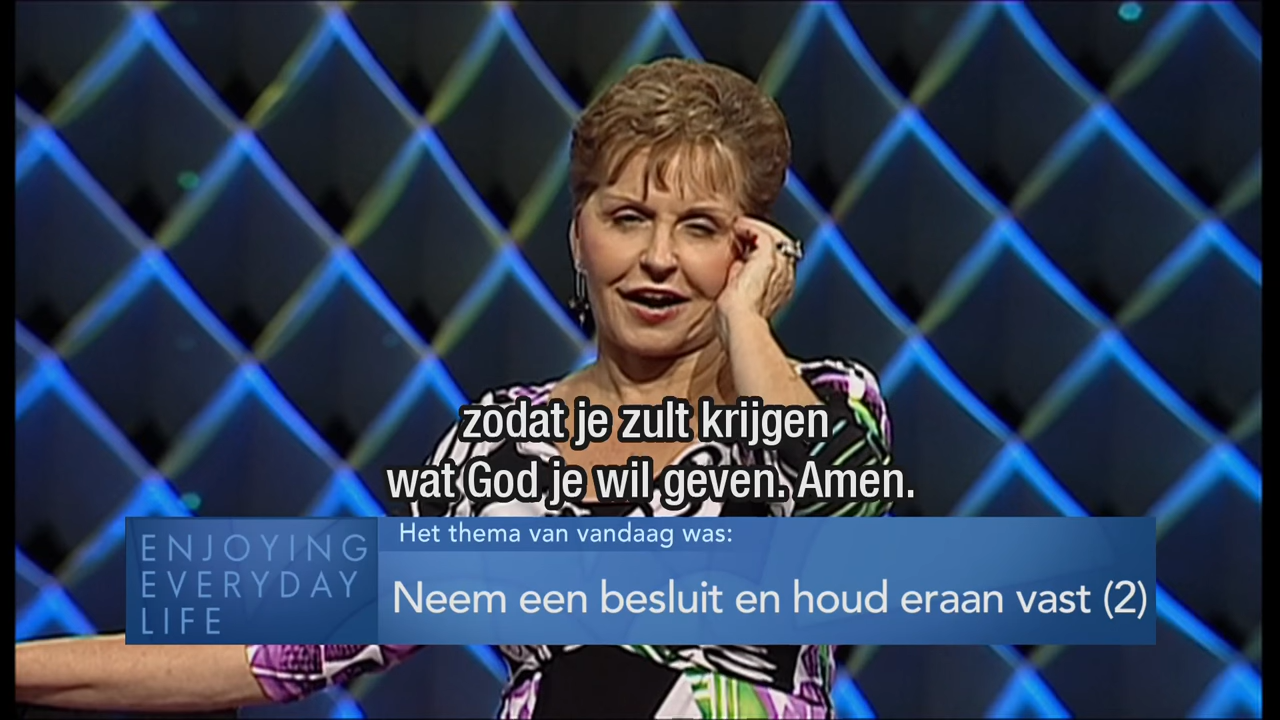 zodat je zult krijgen
wat God je wil geven. Amen.
Het thema van vandaag was:
ENJOYING
EVERYDAY
LIFE
Neem een besluit en houd eraan vast (2)